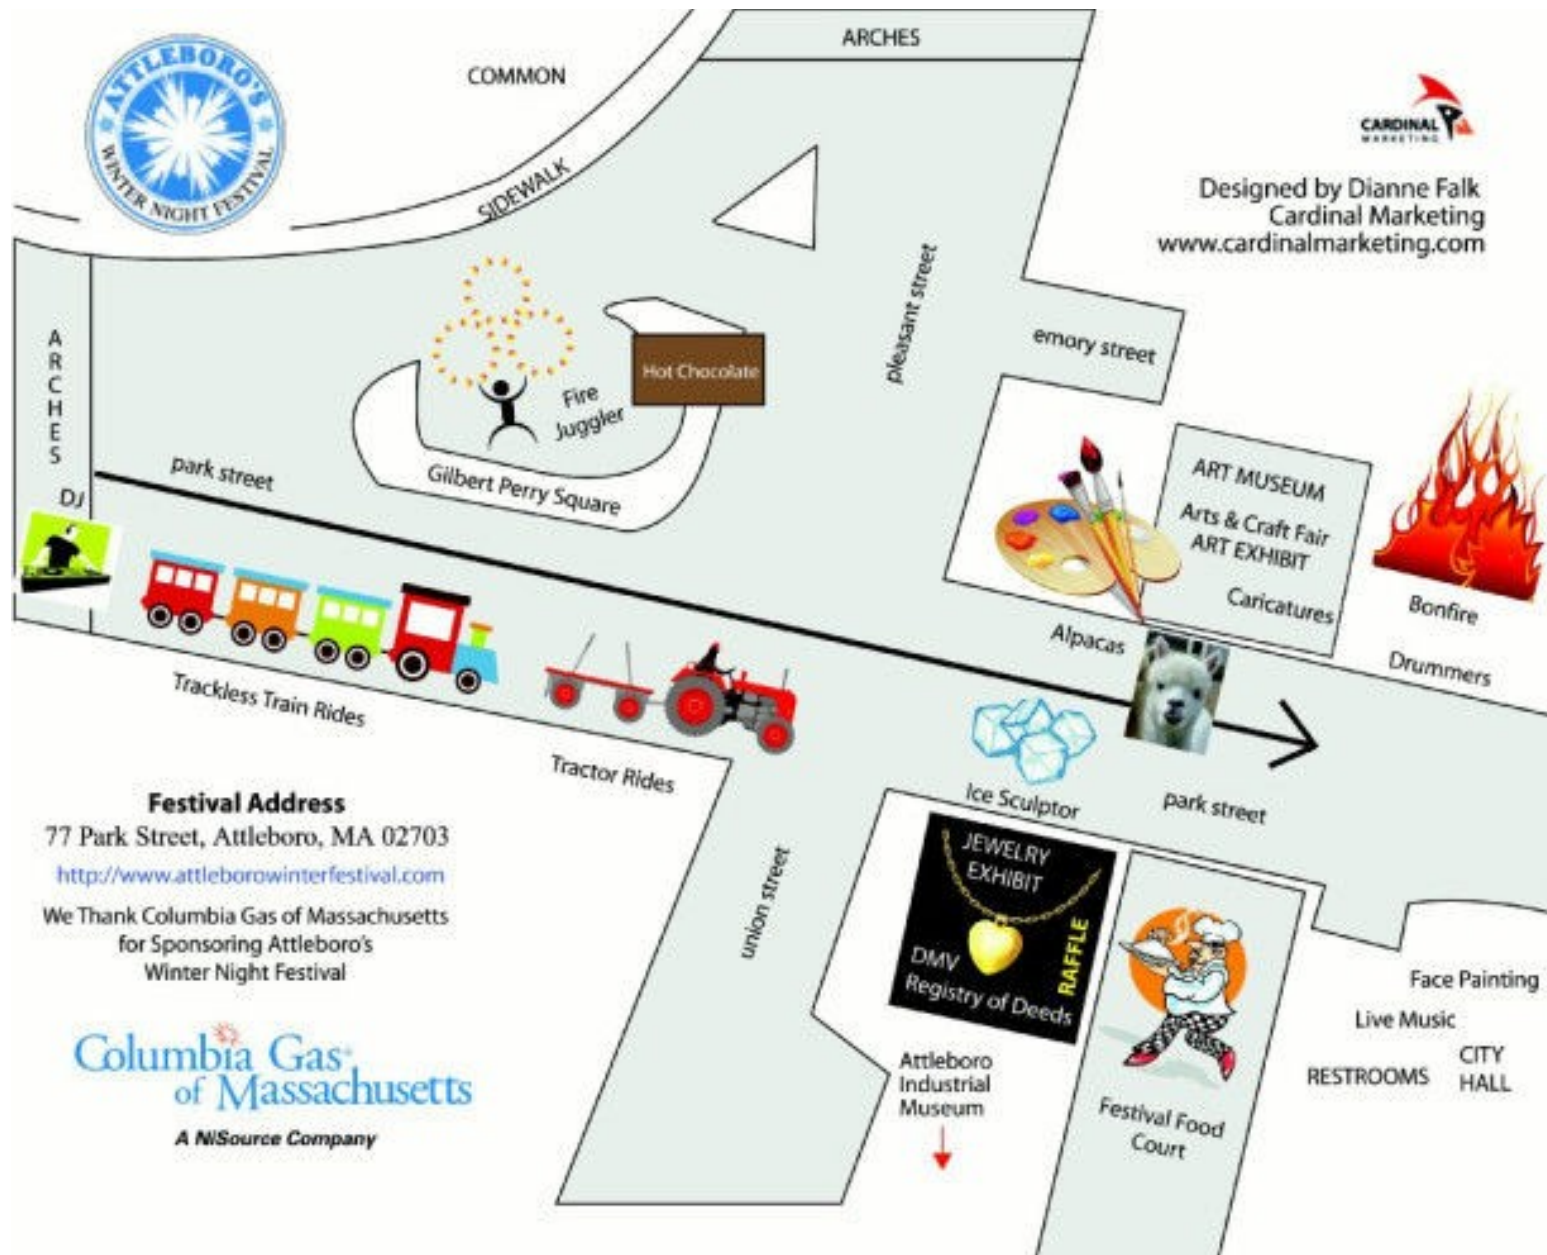 ATTLEBORO'S
WINTER NIGHT FESTIVAL
COMMON
ARCHES
SIDEWALK
CARDINAL
MARKETING
Designed by Dianne Falk
Cardinal Marketing
www.cardinalmarketing.com
pleasant street
emory street
ARCHES
Hot Chocolate
Fire
Juggler
Gilbert Perry Square
park street
DJ
ART MUSEUM
Arts & Craft Fair
ART EXHIBIT
Caricatures
Bonfire
Drummers
Alpacas
Trackless Train Rides
Tractor Rides
Ice Sculptor
park street
union street
JEWELRY
EXHIBIT
RAFFLE
DMV
Registry of Deeds
Attleboro
Industrial
Museum
Festival Food
Court
Face Painting
Live Music
RESTROOMS
CITY
HALL
Festival Address
77 Park Street, Attleboro, MA 02703
http://www.attleborowinterfestival.com
We Thank Columbia Gas of Massachusetts
for Sponsoring Attleboro's
Winter Night Festival
Columbia Gas®
of Massachusetts
A NiSource Company